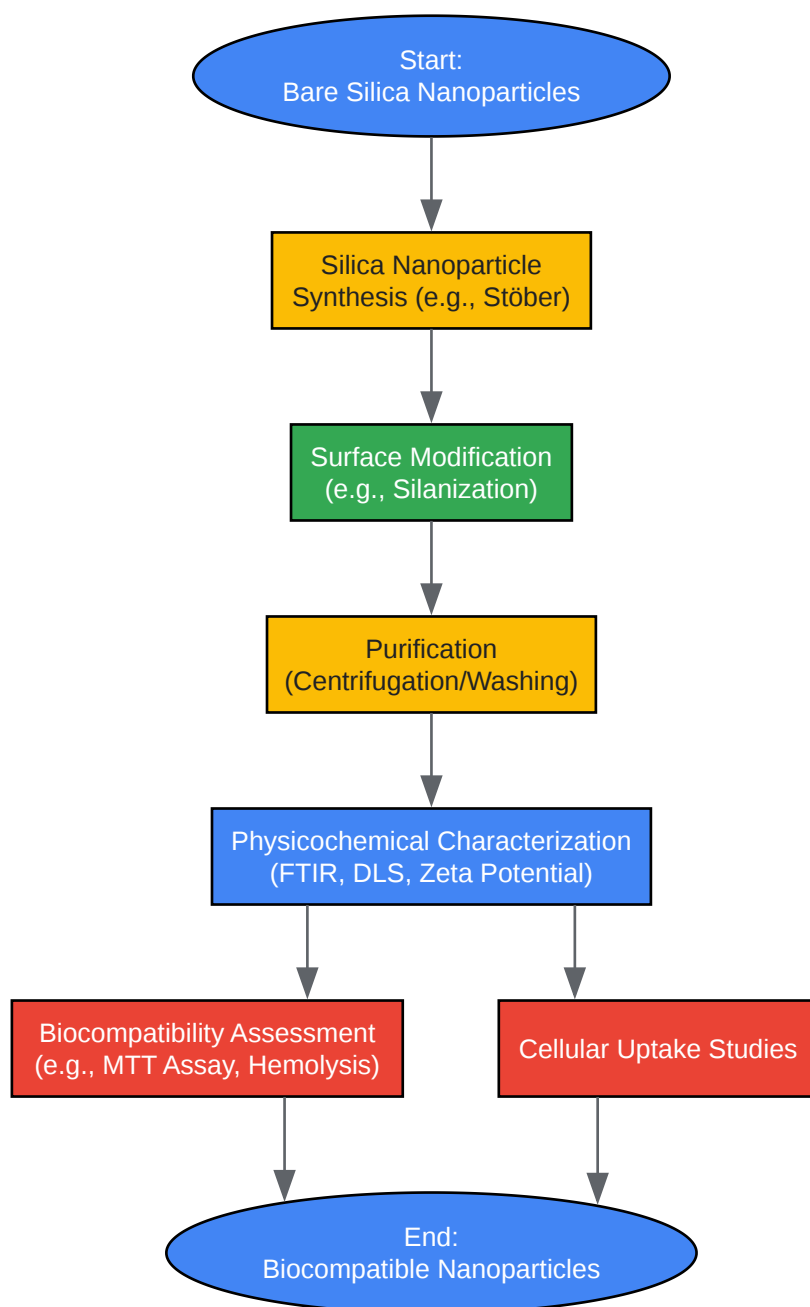 Start:
Bare Silica Nanoparticles
Silica Nanoparticle
Synthesis (e.g., Stöber)
Surface Modification
(e.g., Silanization)
Purification
(Centrifugation/Washing)
Physicochemical Characterization
(FTIR, DLS, Zeta Potential)
Biocompatibility Assessment
(e.g., MTT Assay, Hemolysis)
Cellular Uptake Studies
End:
Biocompatible Nanoparticles